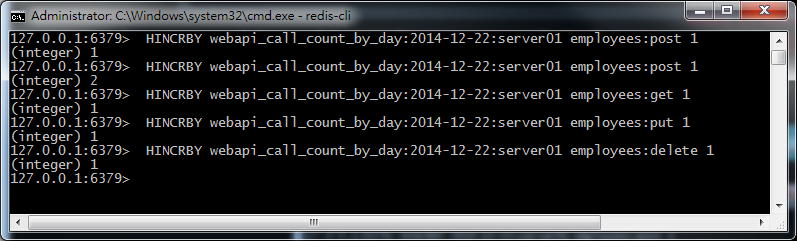 Administrator: C:\Windows\system32\cmd.exe - redis-cli
127.0.0.1:6379>  HINCRBY webapi_call_count_by_day:2014-12-22:server01 employees:post 1
(integer) 1
127.0.0.1:6379>  HINCRBY webapi_call_count_by_day:2014-12-22:server01 employees:post 1
(integer) 2
127.0.0.1:6379>  HINCRBY webapi_call_count_by_day:2014-12-22:server01 employees:get 1
(integer) 1
127.0.0.1:6379>  HINCRBY webapi_call_count_by_day:2014-12-22:server01 employees:put 1
(integer) 1
127.0.0.1:6379>  HINCRBY webapi_call_count_by_day:2014-12-22:server01 employees:delete 1
(integer) 1
127.0.0.1:6379>